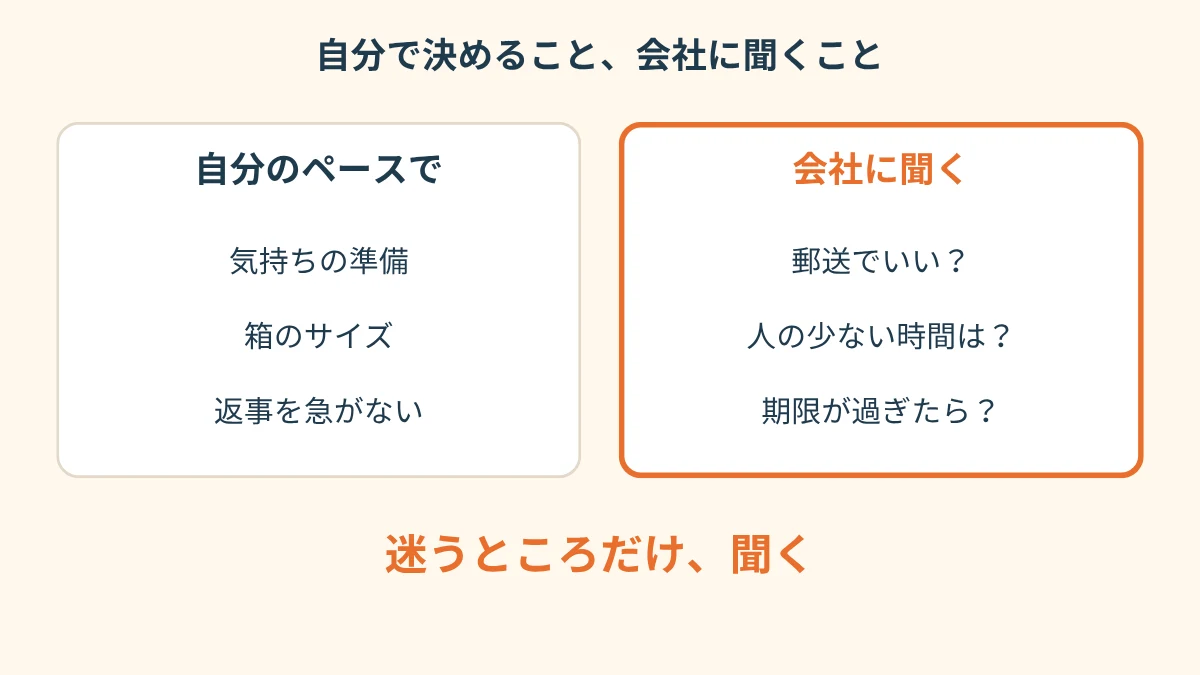 自分で決めること、会社に聞くこと
自分のペースで
気持ちの準備
箱のサイズ
返事を急がない
会社に聞く
郵送でいい？
人の少ない時間は？
期限が過ぎたら？
迷うところだけ、聞く